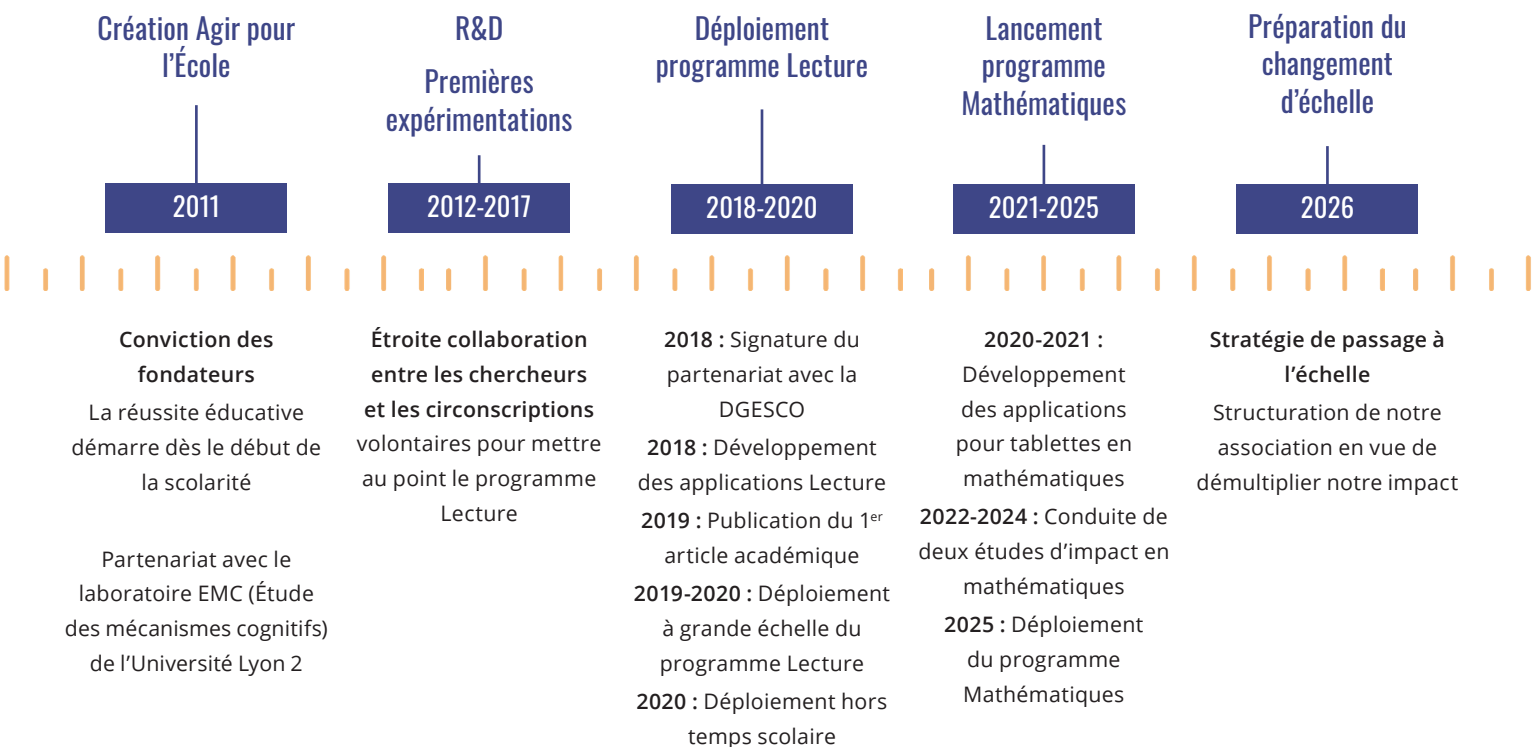 Création Agir pour
l’École
2011
Conviction des
fondateurs
La réussite éducative
démarre dès le début de
la scolarité
Partenariat avec le
laboratoire EMC (Étude
des mécanismes cognitifs)
de l’Université Lyon 2
R&D
Premières
expérimentations
2012-2017
Étroite collaboration
entre les chercheurs
et les circonscriptions
volontaires pour mettre
au point le programme
Lecture
Déploiement
programme Lecture
2018-2020
2018 : Signature du
partenariat avec la
DGESCO
2018 : Développement
des applications Lecture
2019 : Publication du 1er
article académique
2019-2020 : Déploiement
à grande échelle du
programme Lecture
2020 : Déploiement hors
temps scolaire
Lancement
programme
Mathématiques
2021-2025
2020-2021 :
Développement
des applications
pour tablettes en
mathématiques
2022-2024 : Conduite de
deux études d’impact en
mathématiques
2025 : Déploiement
du programme
Mathématiques
Préparation du
changement
d’échelle
2026
Stratégie de passage à
l’échelle
Structuration de notre
association en vue de
démultiplier notre impact